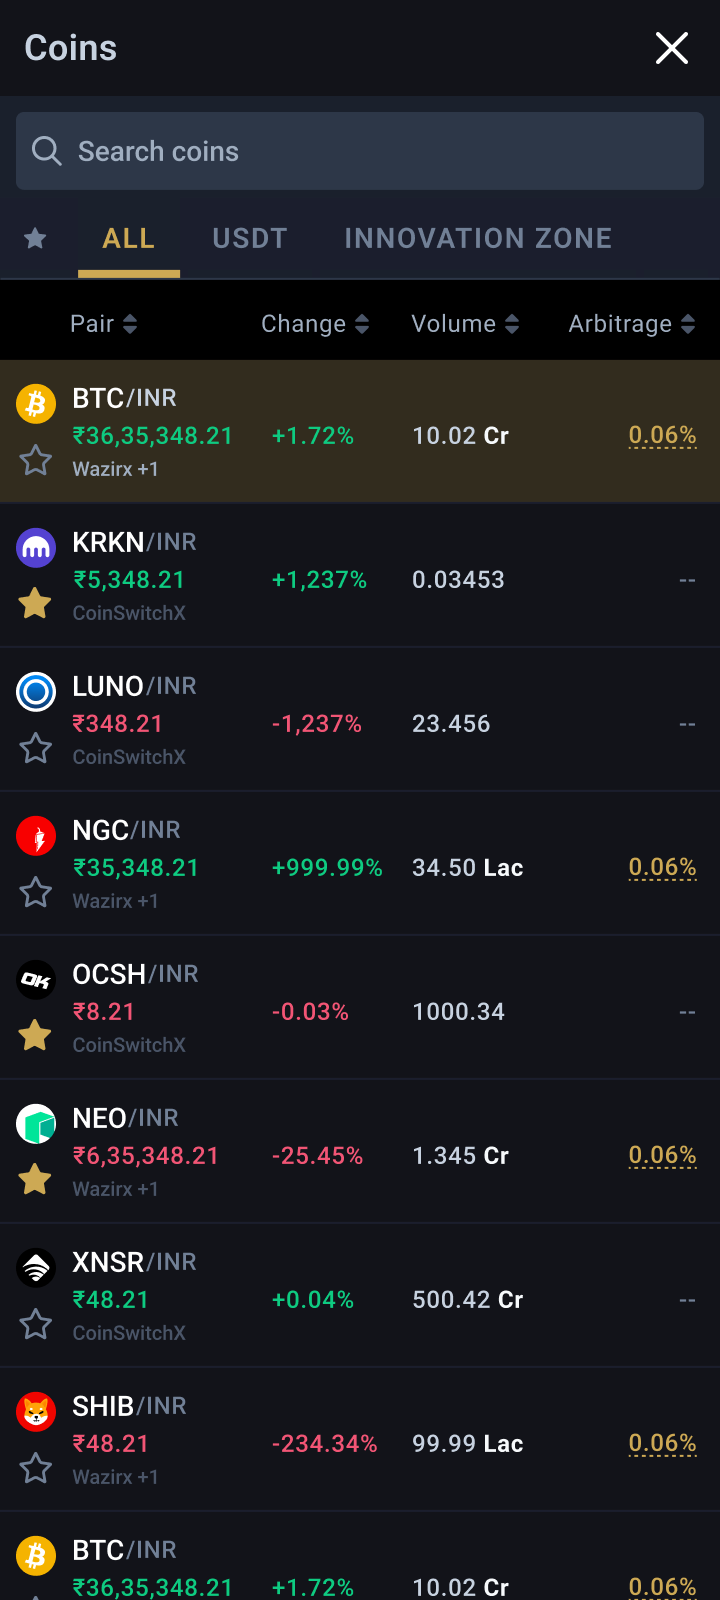 Coins
Search coins
ALL USDT INNOVATION ZONE
Pair Change Volume Arbitrage
BTC/INR
₹36,35,348.21 +1.72% 10.02 Cr 0.06%
Wazirx +1
KRKN/INR
₹5,348.21 +1,237% 0.03453 --
CoinSwitchX
LUNO/INR
₹348.21 -1,237% 23.456 --
CoinSwitchX
NGC/INR
₹35,348.21 +999.99% 34.50 Lac 0.06%
Wazirx +1
OK
OCSH/INR
₹8.21 -0.03% 1000.34 --
CoinSwitchX
NEO/INR
₹6,35,348.21 -25.45% 1.345 Cr 0.06%
Wazirx +1
XNSR/INR
₹48.21 +0.04% 500.42 Cr --
CoinSwitchX
SHIB/INR
₹48.21 -234.34% 99.99 Lac 0.06%
Wazirx +1
BTC/INR
₹36,35,348.21 +1.72% 10.02 Cr 0.06%